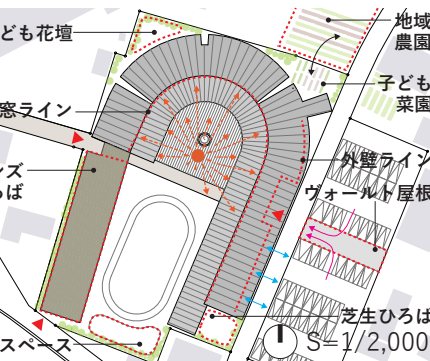 ども花壇
地域
農園
子ども
菜園
窓ライン
外壁ライン
ンズ
ろば
ヴォールト屋根
芝生ひろば
スペース
S=1/2,000